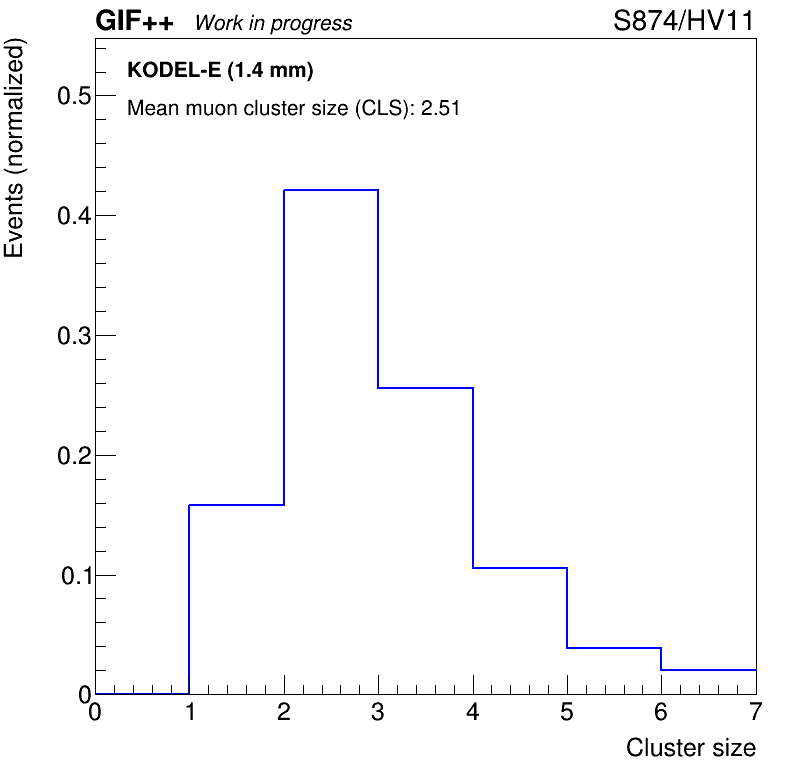 GIF++ Work in progress S874/HV11
KODEL-E (1.4 mm)
Mean muon cluster size (CLS): 2.51
Events (normalized)
0.5
0.4
0.3
0.2
0.1
0
0 1 2 3 4 5 6 7
Cluster size